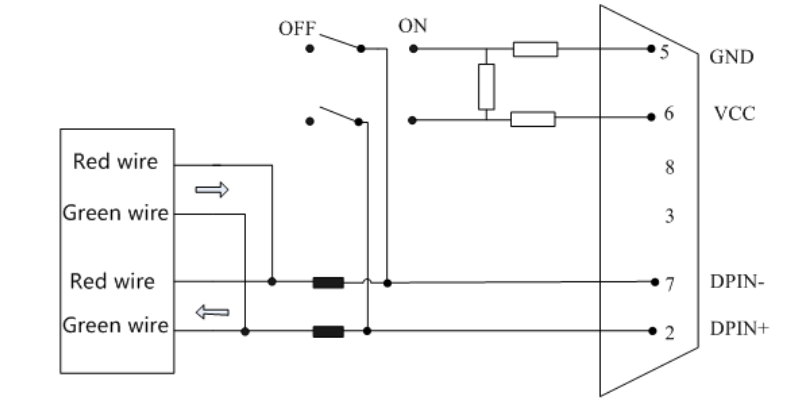 OFF
ON
5 GND
6 VCC
Red wire
8
Green wire
3
Red wire
7 DPIN-
Green wire
2 DPIN+